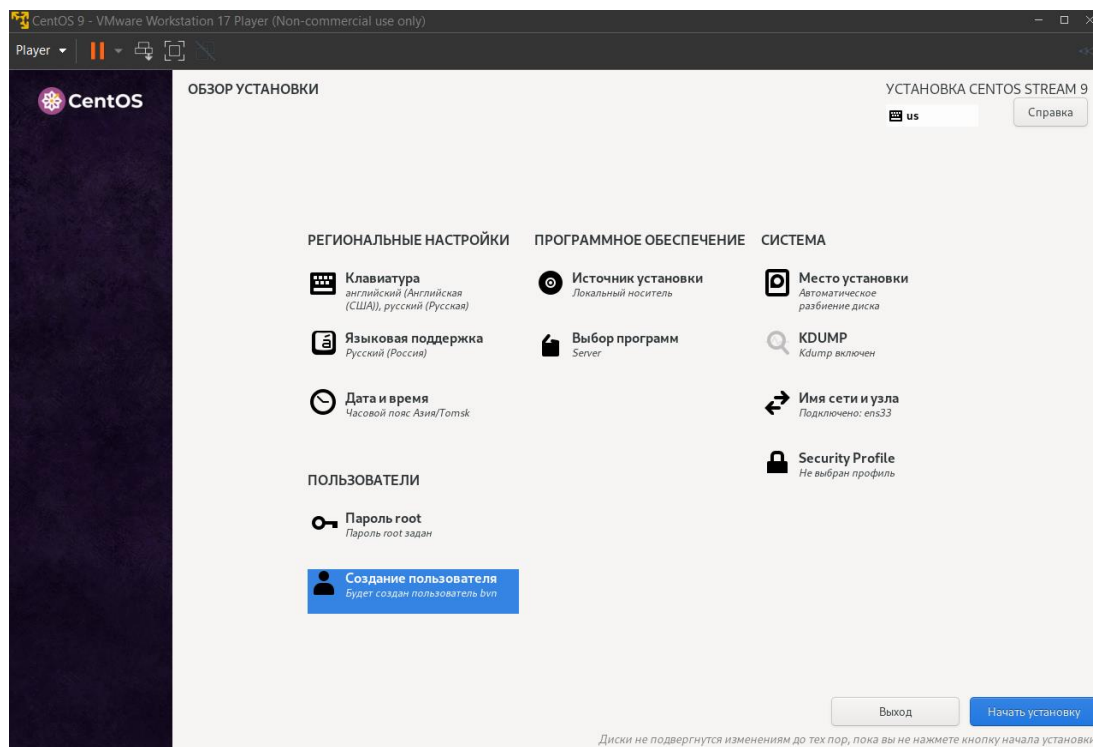 CentOS 9 - VMware Workstation 17 Player (Non-commercial use only)
Player
CentOS
ОБЗОР УСТАНОВКИ
УСТАНОВКА CENTOS STREAM 9
us
Справка
РЕГИОНАЛЬНЫЕ НАСТРОЙКИ
Клавиатура
английский (Английская
(США)), русский (Русская)
Языковая поддержка
Русский (Россия)
Дата и время
Часовой пояс Азия/Tomsk
ПРОГРАММНОЕ ОБЕСПЕЧЕНИЕ
Источник установки
Локальный носитель
Выбор программ
Server
СИСТЕМА
Место установки
Автоматическое
разбиение диска
KDUMP
Kdump включен
Имя сети и узла
Подключено: ens33
Security Profile
Не выбран профиль
ПОЛЬЗОВАТЕЛИ
Пароль root
Пароль root задан
Создание пользователя
Будет создан пользователь bvn
Выход
Начать установку
Диски не подвергнутся изменениям до тех пор, пока вы не нажмете кнопку начала установки